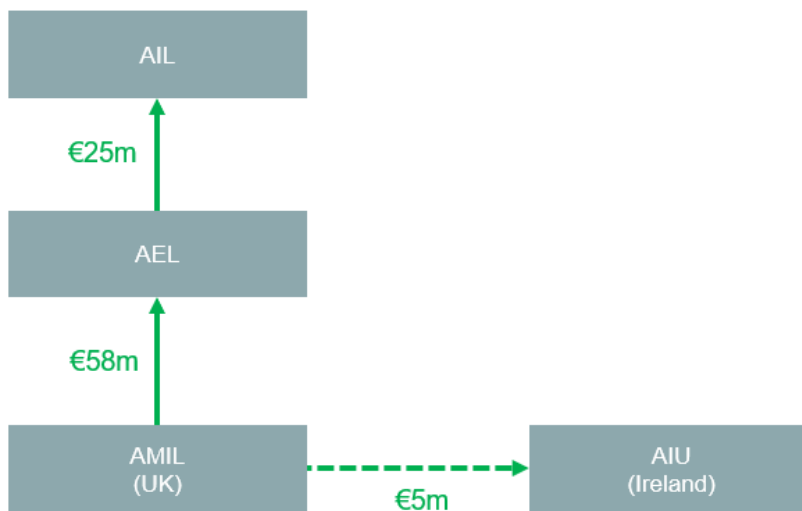 AIL
€25m
AEL
€58m
AMIL
(UK)
€5m
AIU
(Ireland)